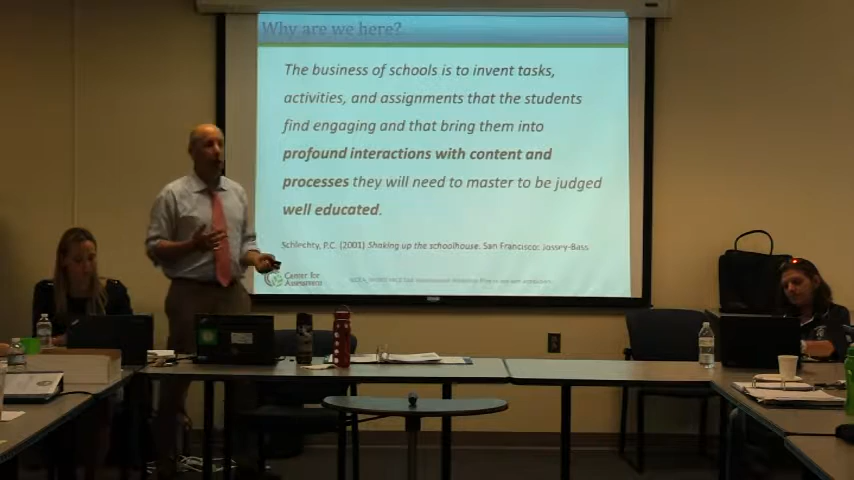 Why are we here?
The business of schools is to invent tasks,
activities, and assignments that the students
find engaging and that bring them into
profound interactions with content and
processes they will need to master to be judged
well educated.
Schlechty, P.C. (2001) Shaking up the schoolhouse. San Francisco: Jossey-Bass
Center for
Assessment